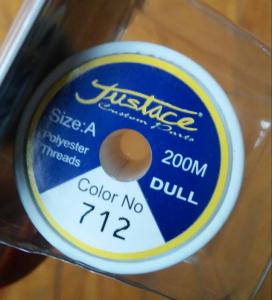 Justace
Custom Parts
Size:A
Polyester
Threads
200M
DULL
Color No
712